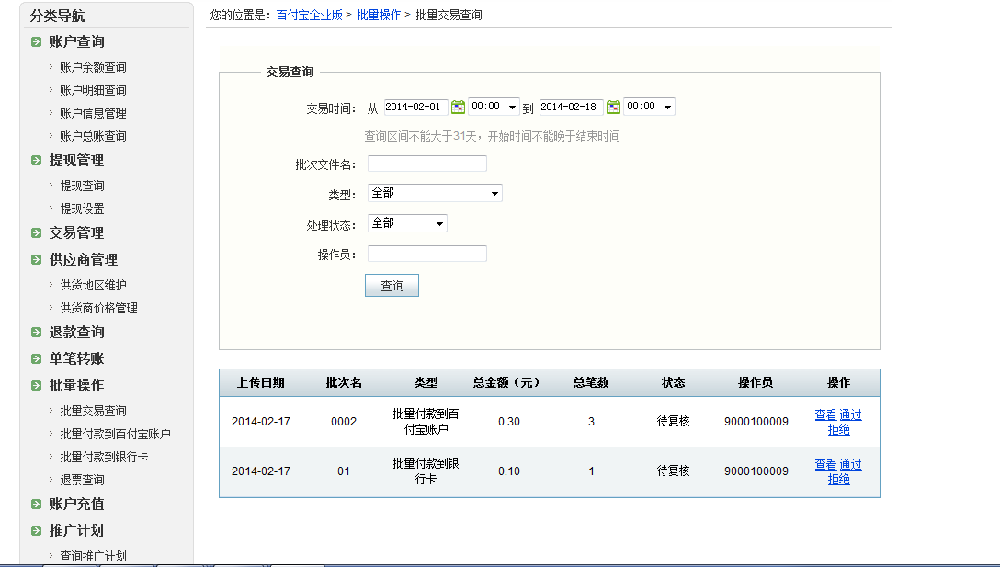 分类导航
账户查询
账户余额查询
账户明细查询
账户信息管理
账户总账查询
提现管理
提现查询
提现设置
交易管理
供应商管理
供货地区维护
供货商价格管理
退款查询
单笔转账
批量操作
批量交易查询
批量付款到百付宝账户
批量付款到银行卡
退票查询
账户充值
推广计划
查询推广计划
您的位置是：百付宝企业版 > 批量操作 > 批量交易查询
交易查询
交易时间： 从 2014-02-01 00:00 到 2014-02-18 00:00
查询区间不能大于31天，开始时间不能晚于结束时间
批次文件名：
类型： 全部
处理状态： 全部
操作员：
查询
上传日期 批次名 类型 总金额（元） 总笔数 状态 操作员 操作
2014-02-17 0002 批量付款到百付宝账户 0.30 3 待复核 9000100009 查看 通过 拒绝
2014-02-17 01 批量付款到银行卡 0.10 1 待复核 9000100009 查看 通过 拒绝